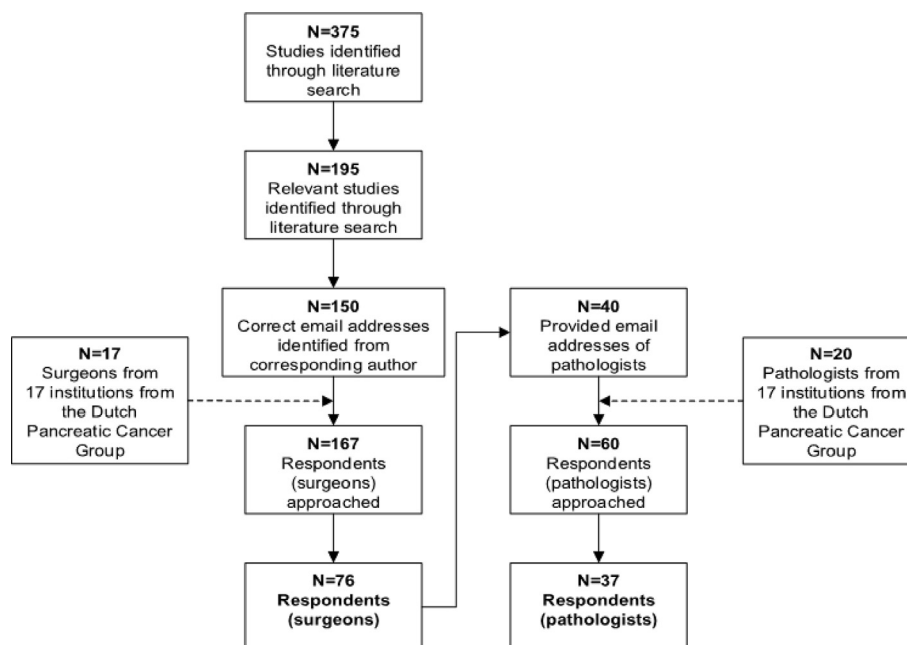 N=375
Studies identified
through literature
search
N=195
Relevant studies
identified through
literature search
N=150
Correct email addresses
identified from
corresponding author
N=40
Provided email
addresses of
pathologists
N=17
Surgeons from
17 institutions from
the Dutch
Pancreatic Cancer
Group
N=20
Pathologists from
17 institutions from
the Dutch
Pancreatic Cancer
Group
N=167
Respondents
(surgeons)
approached
N=60
Respondents
(pathologists)
approached
N=76
Respondents
(surgeons)
N=37
Respondents
(pathologists)